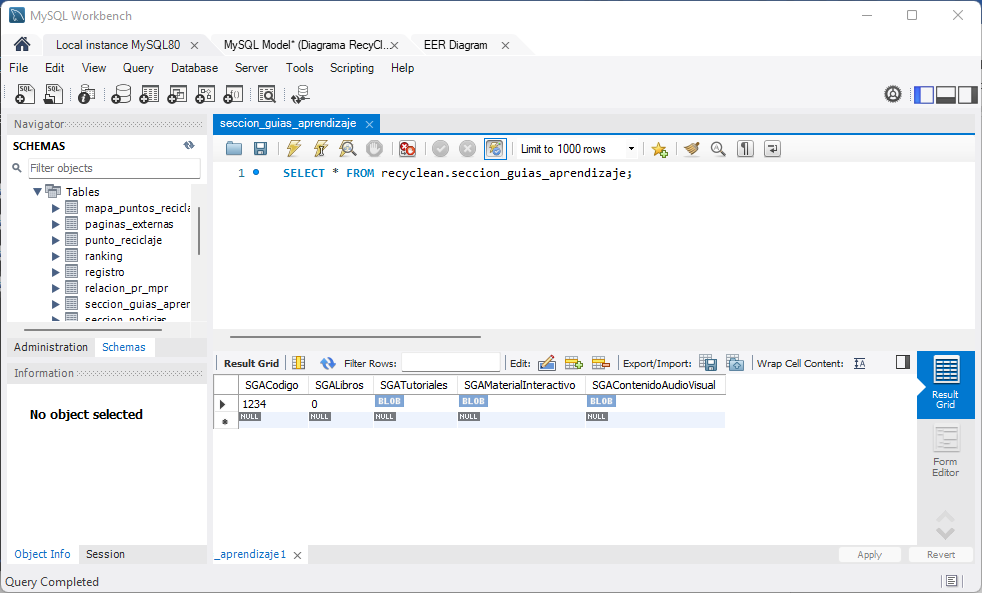 MySQL Workbench
Local instance MySQL80
MySQL Model* (Diagrama RecyCl...
EER Diagram
File Edit View Query Database Server Tools Scripting Help
Navigator
SCHEMAS
Filter objects
Tables
mapa_puntos_recicla
paginas_externas
punto_reciclaje
ranking
registro
relacion_pr_mpr
seccion_guias_apren
seccion_noticias
Administration Schemas
Information
No object selected
Object Info Session
seccion_guias_aprendizaje
Limit to 1000 rows
1 SELECT * FROM recyclean.seccion_guias_aprendizaje;
Result Grid Filter Rows: Edit: Export/Import: Wrap Cell Content:
SGACodigo SGALibros SGATutoriales SGAMaterialInteractivo SGAContenidoAudioVisual
1234 0 BLOB BLOB BLOB
NULL NULL NULL NULL NULL
Result
Grid
Form
Editor
_aprendizaje1
Apply Revert
Query Completed